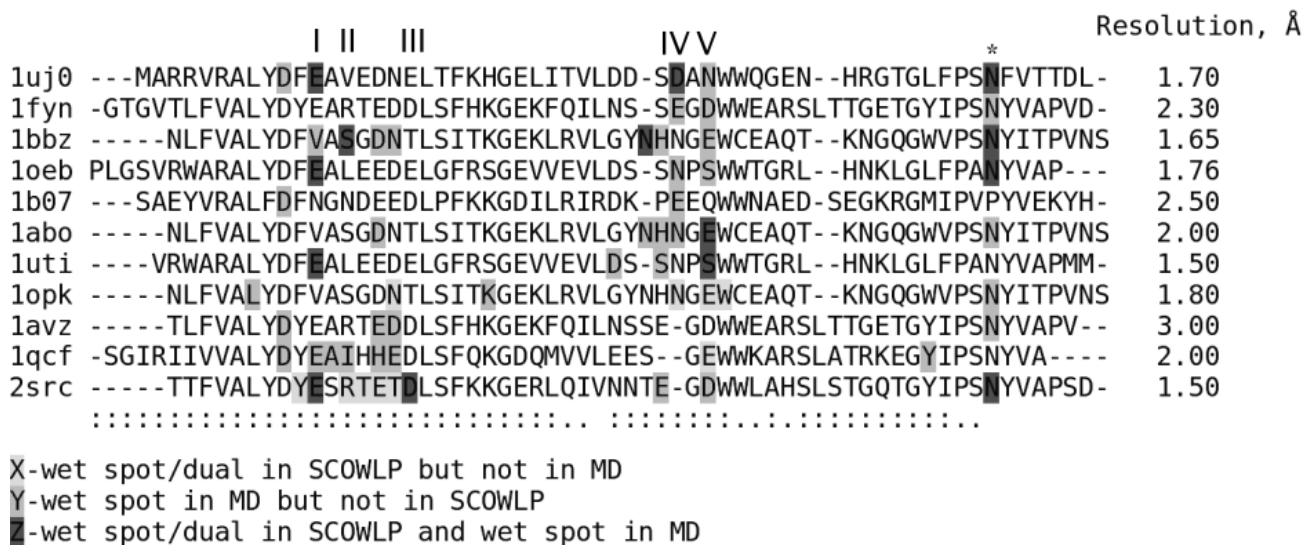 Resolution, Å
I II III IV V *
1uj0 ---MARRVRALYDFEAVEDNELTFKHGELITVLDD-SDANWWQGEN--HRGTGLFPSNFVTTDL- 1.70
1fyn -GTGVTLFVALYDYEARTEDDLSFHKGEKFQILNS-SEGDWWEARSLTTGETGYIPSNYVAPVD- 2.30
1bbz -----NLFVALYDFVASGDNTLSITKGEKLRVLGYNHNGEWCEAQT--KNGQGWVPSNYITPVNS 1.65
1oeb PLGSVRWARALYDFEALEEDELGFRSGEVVEVLDS-SNPSWWTGRL--HNKLGLFPANYVAP--- 1.76
1b07 ---SAEYVRALFDFNGNDEEDLPFKKGDILRIRDK-PEEQWWNAED-SEGKRGMIPVPYVEKYH- 2.50
1abo -----NLFVALYDFVASGDNTLSITKGEKLRVLGYNHNGEWCEAQT--KNGQGWVPSNYITPVNS 2.00
1uti ----VRWARALYDFEALEEDELGFRSGEVVEVLDS-SNPSWWTGRL--HNKLGLFPANYVAPMM- 1.50
1opk -----NLFVALYDFVASGDNTLSITKGEKLRVLGYNHNGEWCEAQT--KNGQGWVPSNYITPVNS 1.80
1avz -----TLFVALYDYEARTEDDLSFHKGEKFQILNSSE-GDWWEARSLTTGETGYIPSNYVAPV-- 3.00
1qcf -SGIRIIVVALYDYEAIHHEDLSFQKGDQMVVLEES--GEWWKARSLATRKEGYIPSNYVA---- 2.00
2src -----TTFVALYDYESRTETDLSFKKGERLQIVNNTE-GDWWLAHSLSTGQTGYIPSNYVAPSD- 1.50
::::::::::::::::::::::::::::::.. ::::::::..:.::::::::::..
X-wet spot/dual in SCOWLP but not in MD
Y-wet spot in MD but not in SCOWLP
Z-wet spot/dual in SCOWLP and wet spot in MD